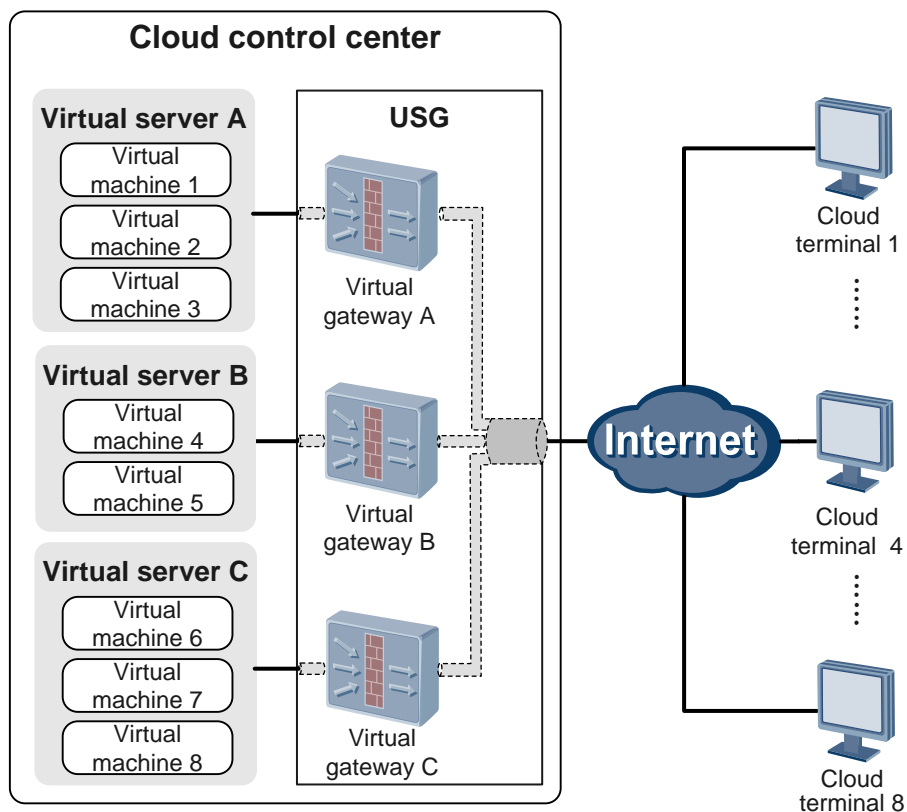 Cloud control center
Virtual server A
Virtual
machine 1
Virtual
machine 2
Virtual
machine 3
Virtual server B
Virtual
machine 4
Virtual
machine 5
Virtual server C
Virtual
machine 6
Virtual
machine 7
Virtual
machine 8
USG
Virtual
gateway A
Virtual
gateway B
Virtual
gateway C
Internet
Cloud
terminal 1
Cloud
terminal 4
Cloud
terminal 8